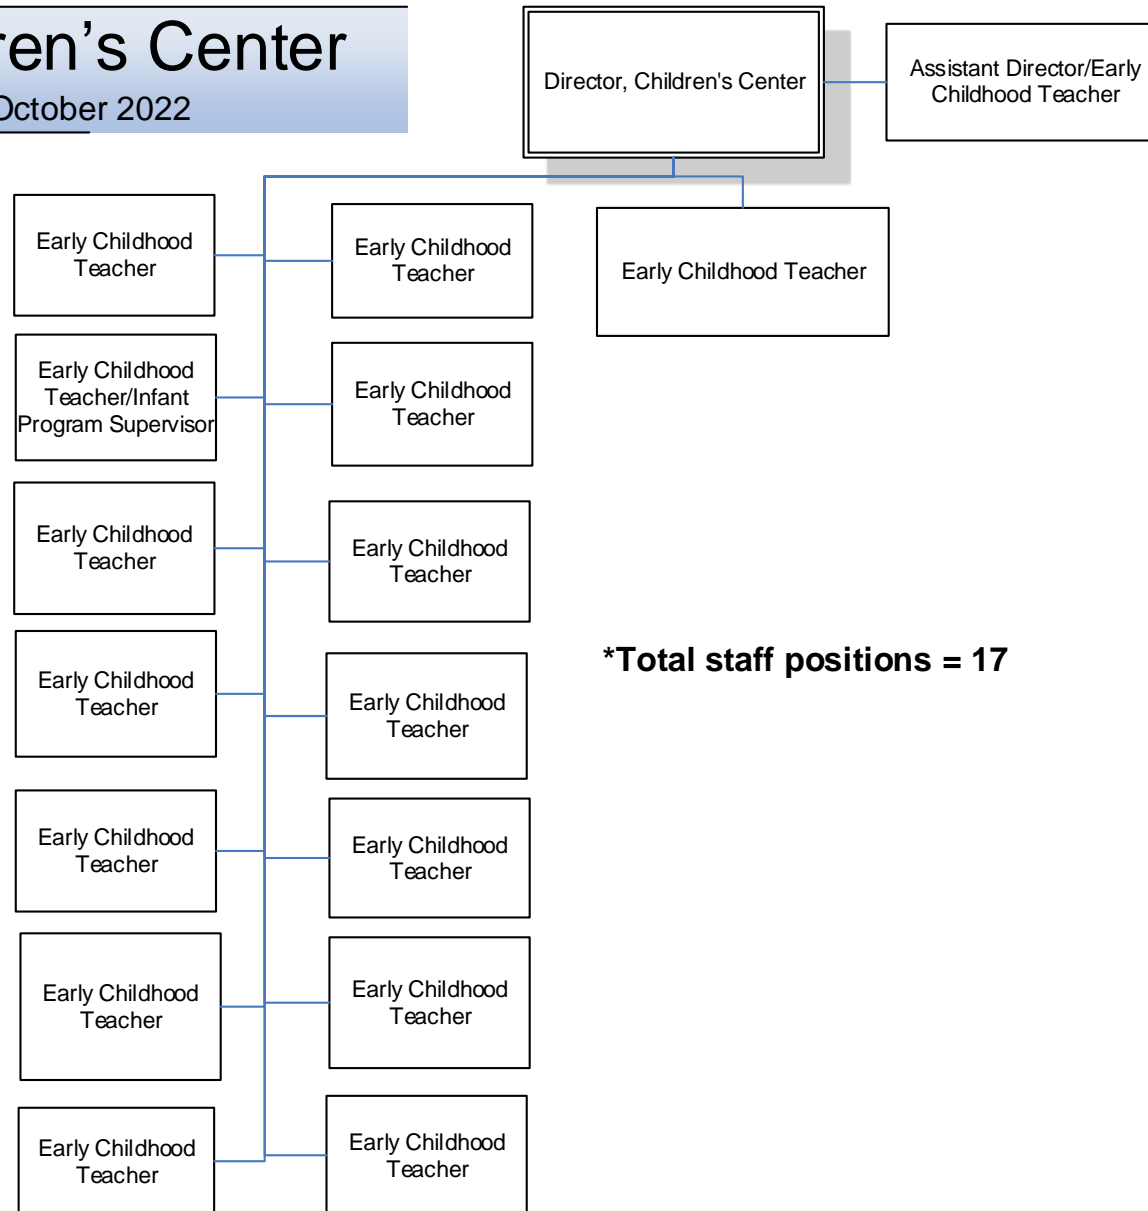 ren's Center
October 2022
Director, Children's Center
Assistant Director/Early
Childhood Teacher
Early Childhood
Teacher
Early Childhood
Teacher
Early Childhood Teacher
Early Childhood
Teacher/Infant
Program Supervisor
Early Childhood
Teacher
Early Childhood
Teacher
Early Childhood
Teacher
Early Childhood
Teacher
Early Childhood
Teacher
*Total staff positions = 17
Early Childhood
Teacher
Early Childhood
Teacher
Early Childhood
Teacher
Early Childhood
Teacher
Early Childhood
Teacher
Early Childhood
Teacher